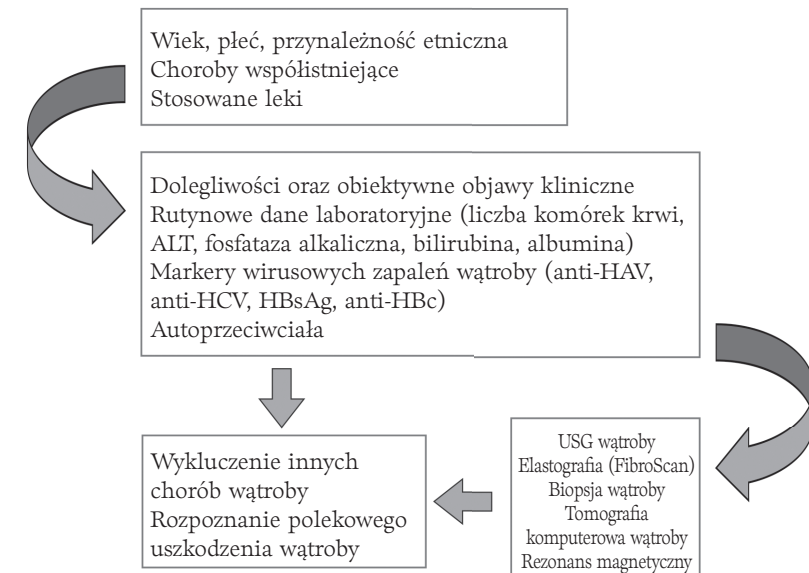 Wiek, płeć, przynależność etniczna
Choroby współistniejące
Stosowane leki
Dolegliwości oraz obiektywne objawy kliniczne
Rutynowe dane laboratoryjne (liczba komórek krwi,
ALT, fosfataza alkaliczna, bilirubina, albumina)
Markery wirusowych zapaleń wątroby (anti-HAV,
anti-HCV, HBsAg, anti-HBc)
Autoprzeciwciała
Wykluczenie innych
chorób wątroby
Rozpoznanie polekowego
uszkodzenia wątroby
USG wątroby
Elastografia (FibroScan)
Biopsja wątroby
Tomografia
komputerowa wątroby
Rezonans magnetyczny